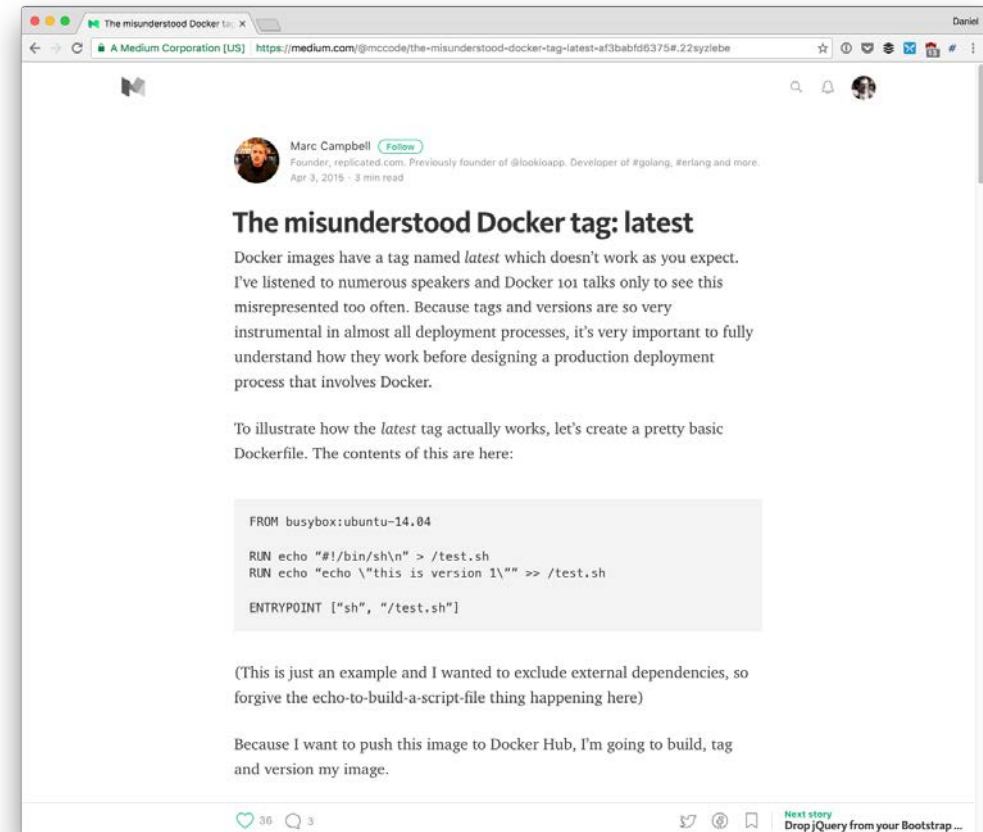 The misunderstood Docker tag
Daniel
A Medium Corporation [US] https://medium.com/@mccode/the-misunderstood-docker-tag-latest-af3babfd6375#.22syzlebe
Marc Campbell Follow
Founder, replicated.com. Previously founder of @lookioapp. Developer of #golang, #erlang and more.
Apr 3, 2015 · 3 min read
The misunderstood Docker tag: latest
Docker images have a tag named latest which doesn’t work as you expect.
I’ve listened to numerous speakers and Docker 101 talks only to see this
misrepresented too often. Because tags and versions are so very
instrumental in almost all deployment processes, it’s very important to fully
understand how they work before designing a production deployment
process that involves Docker.
To illustrate how the latest tag actually works, let’s create a pretty basic
Dockerfile. The contents of this are here:
FROM busybox:ubuntu-14.04
RUN echo “#!/bin/sh\n” > /test.sh
RUN echo “echo \”this is version 1\”” >> /test.sh
ENTRYPOINT [“sh”, “/test.sh”]
(This is just an example and I wanted to exclude external dependencies, so
forgive the echo-to-build-a-script-file thing happening here)
Because I want to push this image to Docker Hub, I’m going to build, tag
and version my image.
36 3
Next story
Drop jQuery from your Bootstrap ...